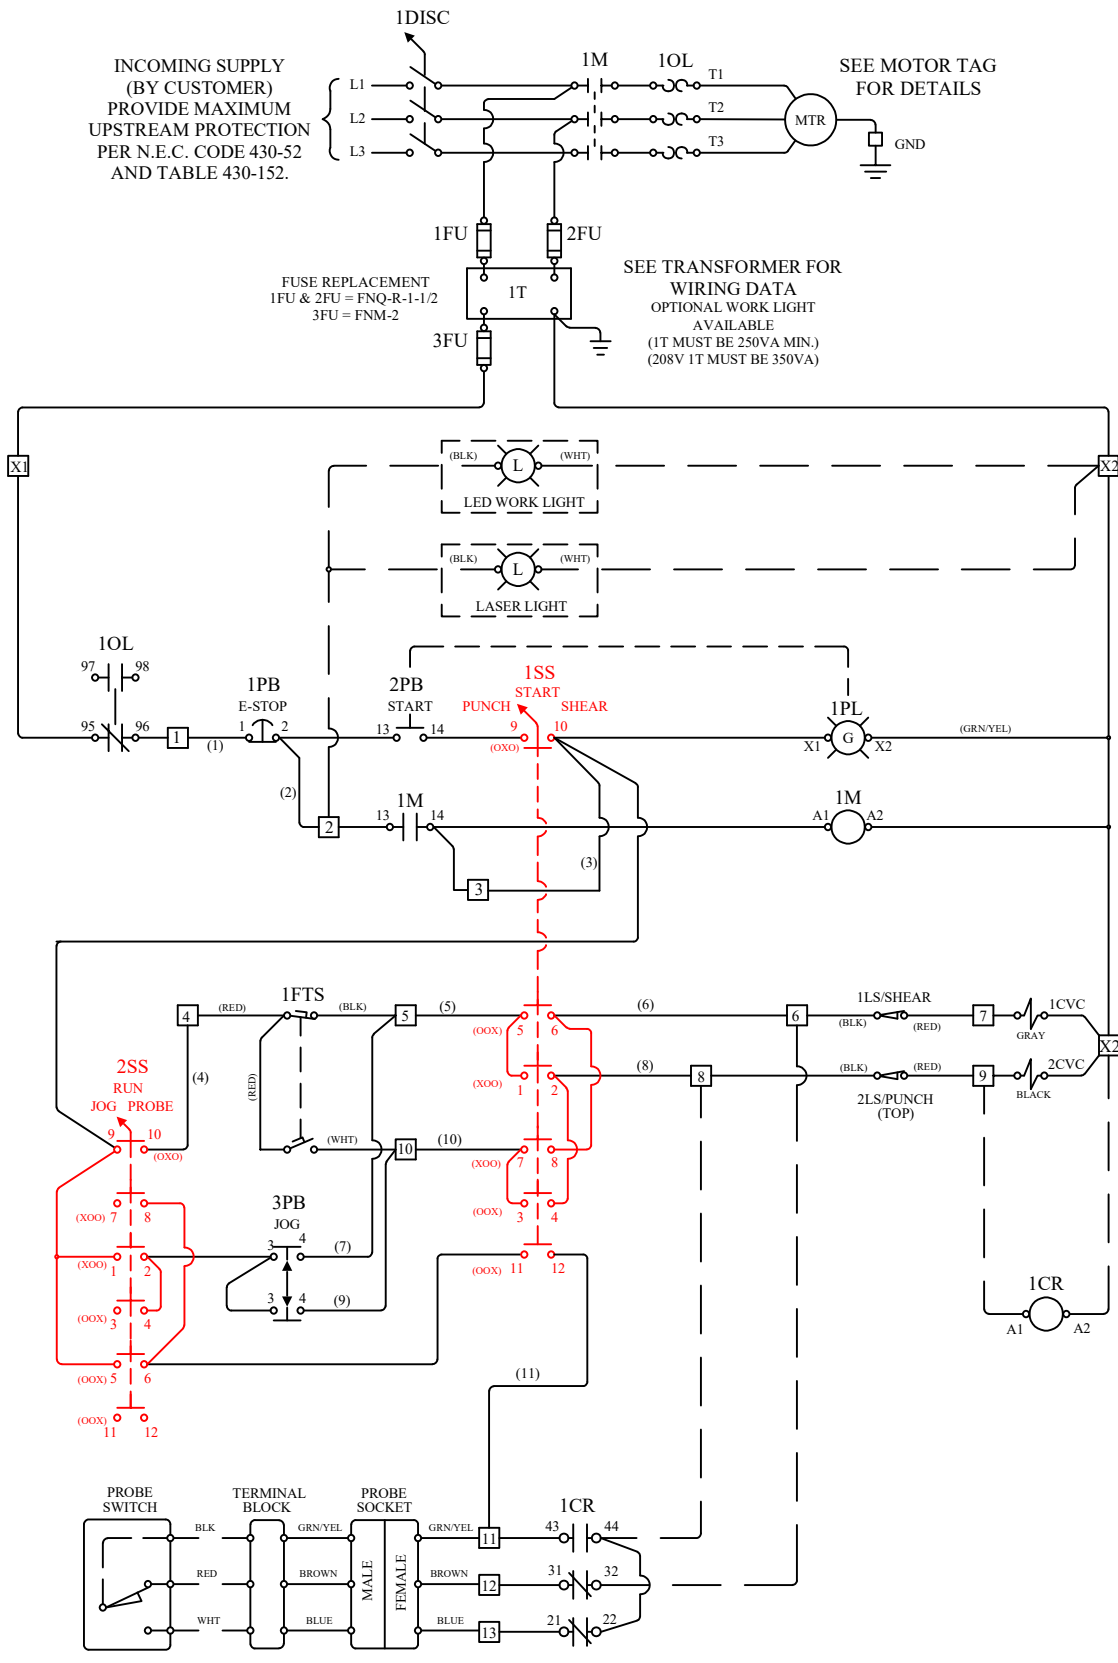 1DISC
INCOMING SUPPLY
(BY CUSTOMER)
PROVIDE MAXIMUM
UPSTREAM PROTECTION
PER N.E.C. CODE 430-52
AND TABLE 430-152.
L1
L2
L3
1M
1OL
T1
T2
T3
MTR
SEE MOTOR TAG
FOR DETAILS
GND
1FU
2FU
FUSE REPLACEMENT
1FU & 2FU = FNQ-R-1-1/2
3FU = FNM-2
1T
3FU
SEE TRANSFORMER FOR
WIRING DATA
OPTIONAL WORK LIGHT
AVAILABLE
(1T MUST BE 250VA MIN.)
(208V 1T MUST BE 350VA)
X1
(BLK)
L
(WHT)
LED WORK LIGHT
X2
(BLK)
L
(WHT)
LASER LIGHT
1OL
97
98
95
96
1
(1)
1PB
E-STOP
1
2
(2)
2
2PB
START
13
14
1SS
START
PUNCH
SHEAR
9
10
(OXO)
1PL
X1
G
X2
(GRN/YEL)
1M
13
14
(3)
3
1M
A1
A2
4
(RED)
1FTS
(BLK)
5
(5)
(OOX)
5
6
(6)
6
1LS/SHEAR
(BLK)
(RED)
7
1CVC
GRAY
X2
(4)
(RED)
(XOO)
1
2
(8)
8
(BLK)
(RED)
2LS/PUNCH
(TOP)
9
2CVC
BLACK
2SS
RUN
JOG
PROBE
9
10
(OXO)
(WHT)
10
(10)
(XOO)
7
8
(XOO)
7
8
3PB
JOG
(OOX)
3
4
(XOO)
1
2
3
4
(7)
(OOX)
11
12
(OOX)
3
4
3
4
(9)
1CR
A1
A2
(OOX)
5
6
(11)
(OOX)
11
12
PROBE
SWITCH
TERMINAL
BLOCK
PROBE
SOCKET
1CR
BLK
GRN/YEL
GRN/YEL
11
43
44
RED
BROWN
MALE
FEMALE
BROWN
12
31
32
WHT
BLUE
BLUE
13
21
22